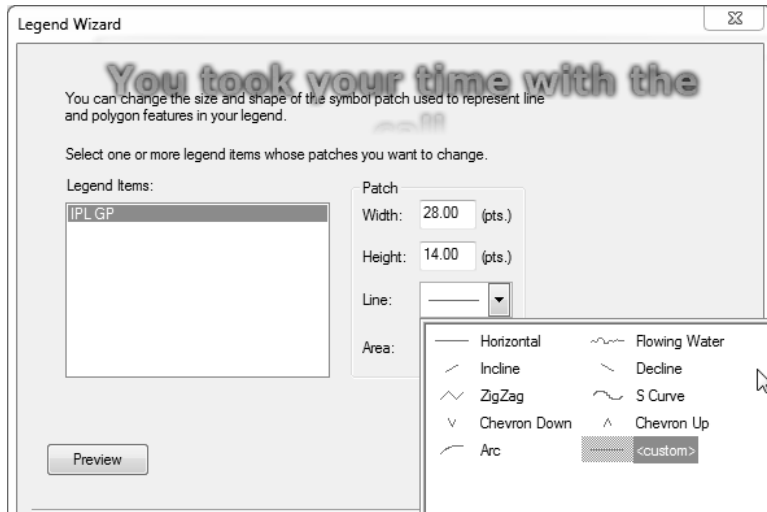 Legend Wizard
You took your time with the
call
You can change the size and shape of the symbol patch used to represent line
and polygon features in your legend.
Select one or more legend items whose patches you want to change.
Legend Items:
IPL GP
Patch
Width: 28.00 (pts.)
Height: 14.00 (pts.)
Line:
Area:
Horizontal Flowing Water
Incline Decline
ZigZag S Curve
Chevron Down Chevron Up
Arc <custom>
Preview